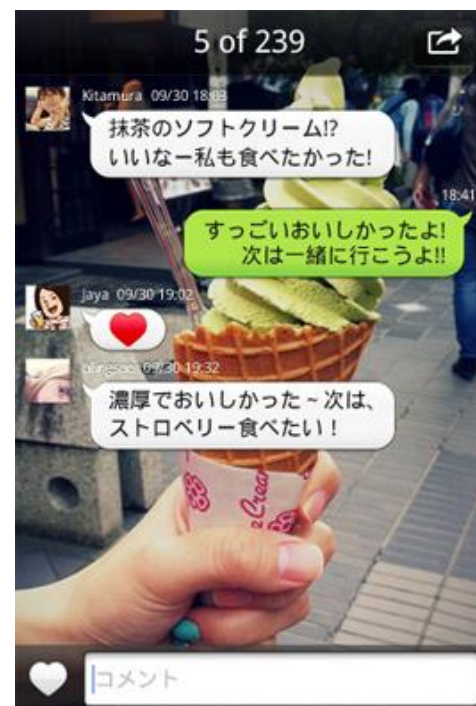 5 of 239
Kitamura 09/30 18:03
抹茶のソフトクリーム!?
いいなー私も食べたかった!
18:41
すっごいおいしかったよ!
次は一緒に行こうよ!!
Jaya 09/30 19:02
09/30 19:32
濃厚でおいしかった~次は、
ストロベリー食べたい!
Cream
コメント